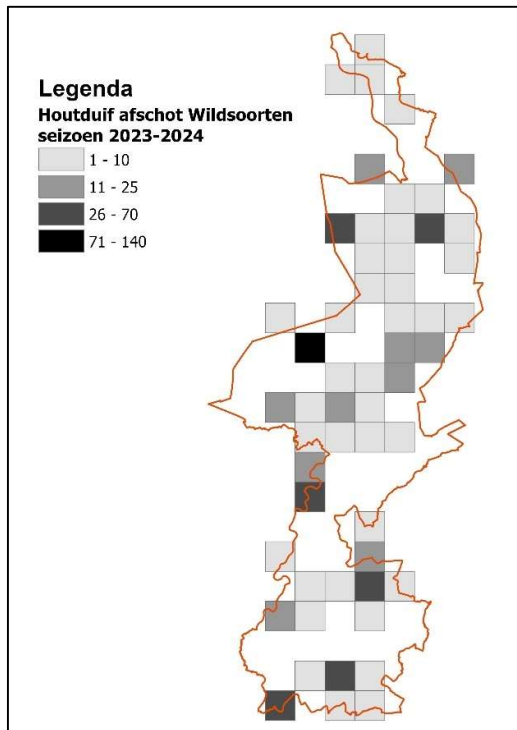 Legenda
Houtduif afschot Wildsoorten
seizoen 2023-2024
1 - 10
11 - 25
26 - 70
71 - 140